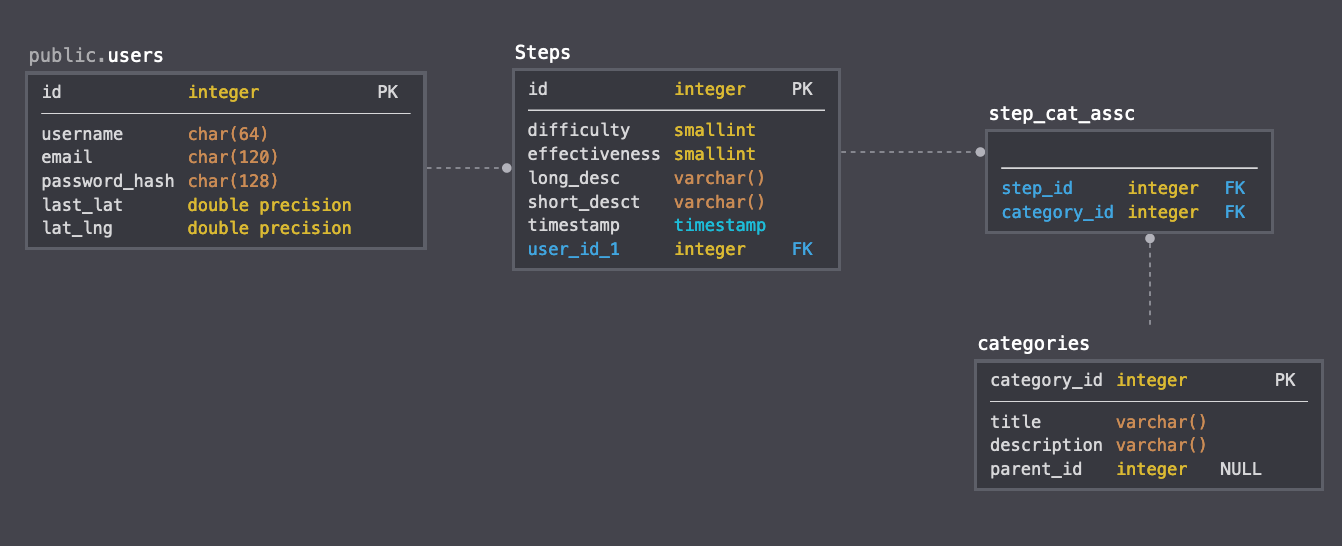 public.users
id integer PK
username char(64)
email char(120)
password_hash char(128)
last_lat double precision
lat_lng double precision
Steps
id integer PK
difficulty smallint
effectiveness smallint
long_desc varchar()
short_desct varchar()
timestamp timestamp
user_id_1 integer FK
step_cat_assc
step_id integer FK
category_id integer FK
categories
category_id integer PK
title varchar()
description varchar()
parent_id integer NULL